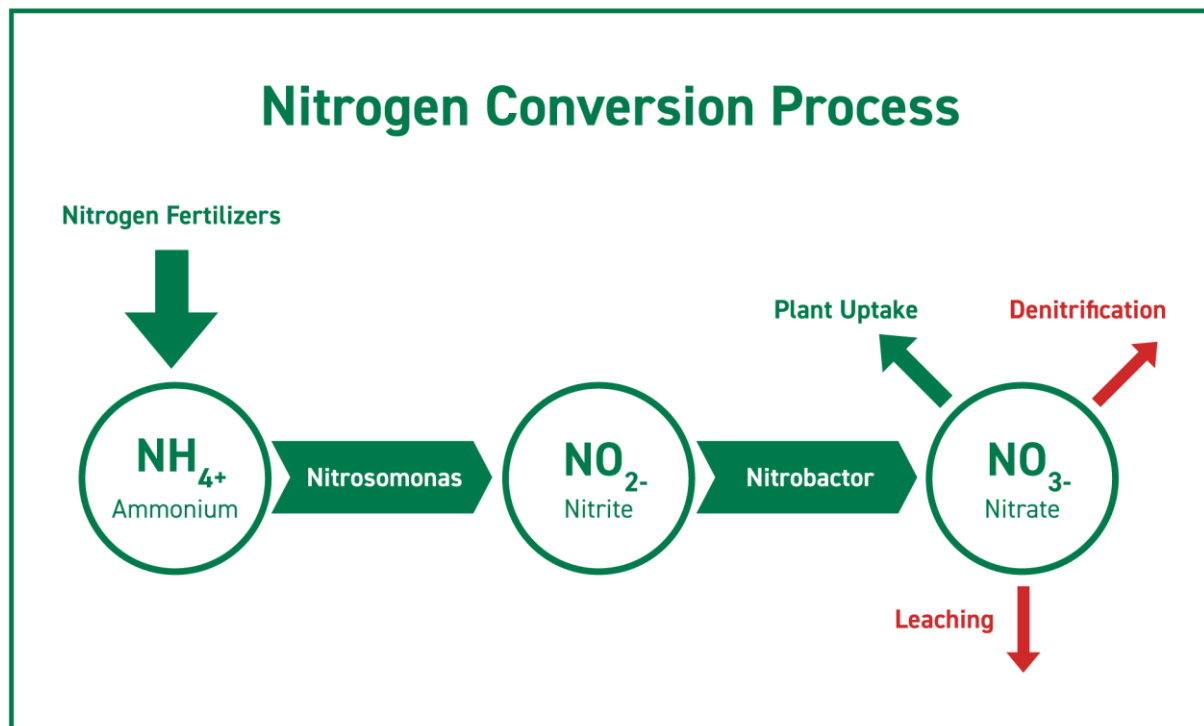 Nitrogen Conversion Process
Nitrogen Fertilizers
Plant Uptake
Denitrification
NH4+
Ammonium
Nitrosomonas
NO2-
Nitrite
Nitrobactor
NO3-
Nitrate
Leaching